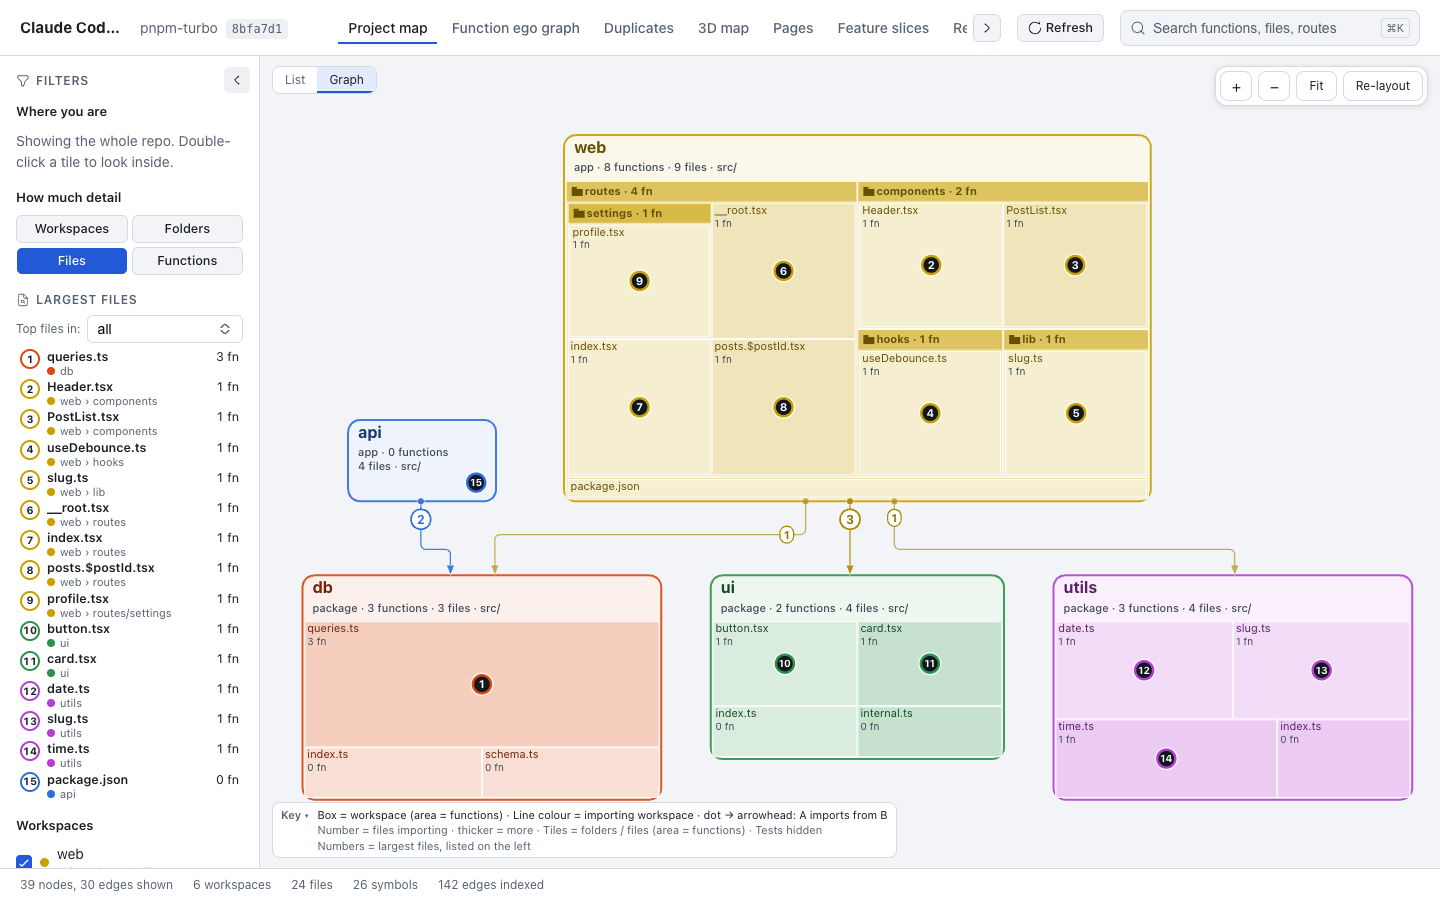 Claude Cod...
pnpm-turbo 8bfa7d1
Project map
Function ego graph
Duplicates
3D map
Pages
Feature slices
Refresh
Search functions, files, routes ⌘K
FILTERS
Where you are
Showing the whole repo. Double-
click a tile to look inside.
How much detail
Workspaces Folders
Files Functions
LARGEST FILES
Top files in: all
1 queries.ts 3 fn
db
2 Header.tsx 1 fn
web › components
3 PostList.tsx 1 fn
web › components
4 useDebounce.ts 1 fn
web › hooks
5 slug.ts 1 fn
web › lib
6 __root.tsx 1 fn
web › routes
7 index.tsx 1 fn
web › routes
8 posts.$postId.tsx 1 fn
web › routes
9 profile.tsx 1 fn
web › routes/settings
10 button.tsx 1 fn
ui
11 card.tsx 1 fn
ui
12 date.ts 1 fn
utils
13 slug.ts 1 fn
utils
14 time.ts 1 fn
utils
15 package.json 0 fn
api
Workspaces
web
List Graph
+ − Fit Re-layout
web
app · 8 functions · 9 files · src/
routes · 4 fn
components · 2 fn
settings · 1 fn
profile.tsx
1 fn
9
__root.tsx
1 fn
6
Header.tsx
1 fn
2
PostList.tsx
1 fn
3
index.tsx
1 fn
7
posts.$postId.tsx
1 fn
8
hooks · 1 fn
useDebounce.ts
1 fn
4
lib · 1 fn
slug.ts
1 fn
5
package.json
api
app · 0 functions
4 files · src/
15
2
1
3
1
db
package · 3 functions · 3 files · src/
queries.ts
3 fn
1
index.ts
0 fn
schema.ts
0 fn
ui
package · 2 functions · 4 files · src/
button.tsx
1 fn
10
card.tsx
1 fn
11
index.ts
0 fn
internal.ts
0 fn
utils
package · 3 functions · 4 files · src/
date.ts
1 fn
12
slug.ts
1 fn
13
time.ts
1 fn
14
index.ts
0 fn
Key Box = workspace (area = functions) · Line colour = importing workspace · dot → arrowhead: A imports from B
Number = files importing · thicker = more · Tiles = folders / files (area = functions) · Tests hidden
Numbers = largest files, listed on the left
39 nodes, 30 edges shown 6 workspaces 24 files 26 symbols 142 edges indexed